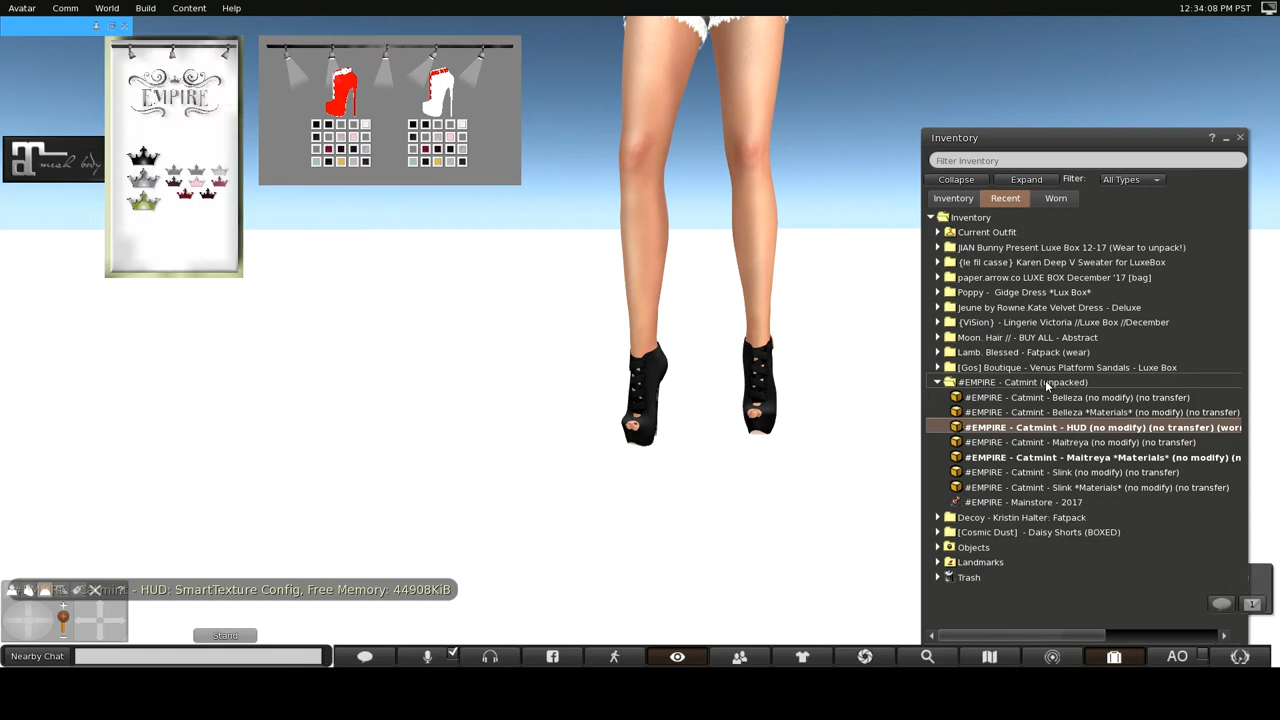 Avatar Comm World Build Content Help
12:34:08 PM PST
EMPIRE
mesh body
Inventory
Filter Inventory
Collapse Expand Filter: All Types
Inventory Recent Worn
Inventory
Current Outfit
JIAN Bunny Present Luxe Box 12-17 (Wear to unpack!)
{le fil casse} Karen Deep V Sweater for LuxeBox
paper.arrow.co LUXE BOX December '17 [bag]
Poppy - Gidge Dress *Lux Box*
Jeune by Rowne.Kate Velvet Dress - Deluxe
{ViSion} - Lingerie Victoria //Luxe Box //December
Moon. Hair // - BUY ALL - Abstract
Lamb. Blessed - Fatpack (wear)
[Gos] Boutique - Venus Platform Sandals - Luxe Box
#EMPIRE - Catmint (unpacked)
#EMPIRE - Catmint - Belleza (no modify) (no transfer)
#EMPIRE - Catmint - Belleza *Materials* (no modify) (no transfer)
#EMPIRE - Catmint - HUD (no modify) (no transfer) (wor
#EMPIRE - Catmint - Maitreya (no modify) (no transfer)
#EMPIRE - Catmint - Maitreya *Materials* (no modify) (n
#EMPIRE - Catmint - Slink (no modify) (no transfer)
#EMPIRE - Catmint - Slink *Materials* (no modify) (no transfer)
#EMPIRE - Mainstore - 2017
Decoy - Kristin Halter: Fatpack
[Cosmic Dust] - Daisy Shorts (BOXED)
Objects
Landmarks
Trash
Catmint - HUD: SmartTexture Config, Free Memory: 44908KiB
1
Stand
Nearby Chat
AO